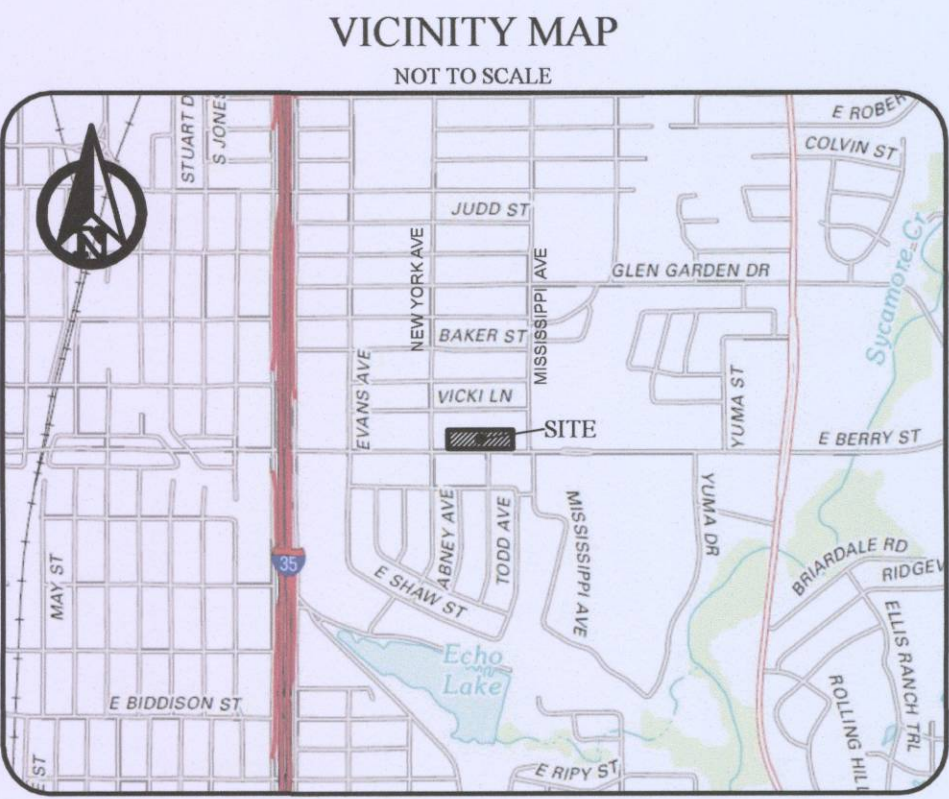 VICINITY MAP
NOT TO SCALE
STUART D
S JONES
E ROBER
COLVIN ST
N
JUDD ST
Sycamore Cr
NEW YORK AVE
MISSISSIPPI AVE
GLEN GARDEN DR
BAKER ST
EVANS AVE
VICKI LN
YUMA ST
SITE
E BERRY ST
ABNEY AVE
TODD AVE
MISSISSIPPI AVE
YUMA DR
35
MAY ST
E SHAW ST
BRIARDALE RD
RIDGEV
ELLIS RANCH TRL
Echo
Lake
E BIDDISON ST
ROLLING HILL
E ST
E RIPY ST